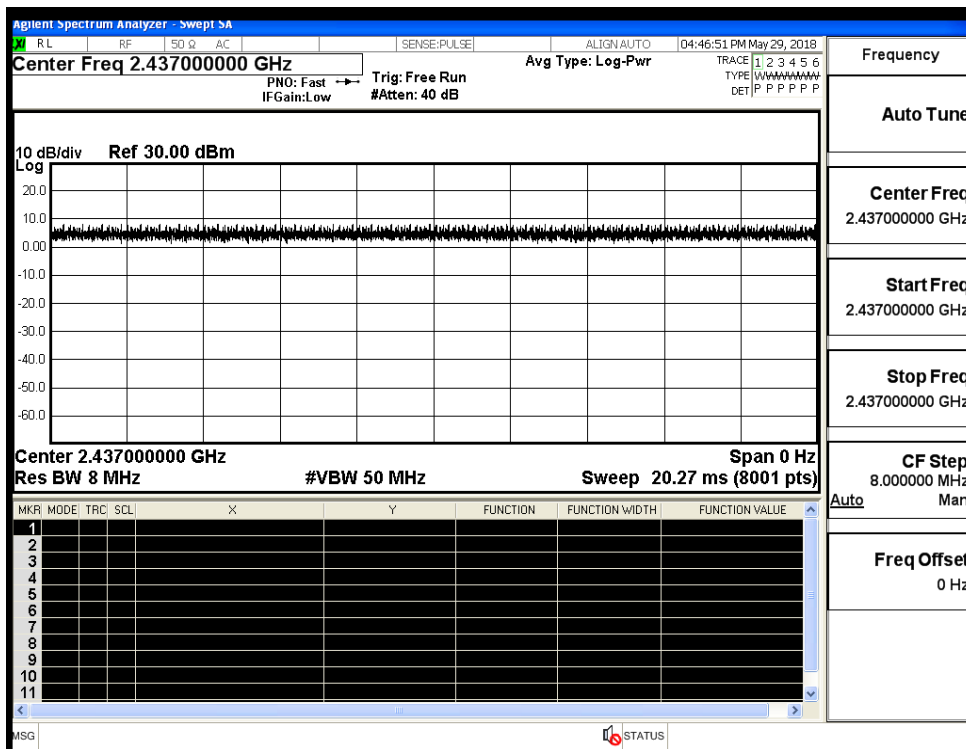 Agilent Spectrum Analyzer - Swept SA
RL RF 50 Ω AC SENSE:PULSE ALIGN AUTO 04:46:51 PM May 29, 2018
Center Freq 2.437000000 GHz
Avg Type: Log-Pwr
TRACE 1 2 3 4 5 6
TYPE WWWWWW
DET P P P P P P
PNO: Fast
IFGain:Low
Trig: Free Run
#Atten: 40 dB
10 dB/div Ref 30.00 dBm
Log
20.0
10.0
0.00
-10.0
-20.0
-30.0
-40.0
-50.0
-60.0
Center 2.437000000 GHz Span 0 Hz
Res BW 8 MHz #VBW 50 MHz Sweep 20.27 ms (8001 pts)
MKR MODE TRC SCL X Y FUNCTION FUNCTION WIDTH FUNCTION VALUE
1
2
3
4
5
6
7
8
9
10
11
MSG STATUS
Frequency
Auto Tune
Center Freq
2.437000000 GHz
Start Freq
2.437000000 GHz
Stop Freq
2.437000000 GHz
CF Step
8.000000 MHz
Auto Man
Freq Offset
0 Hz